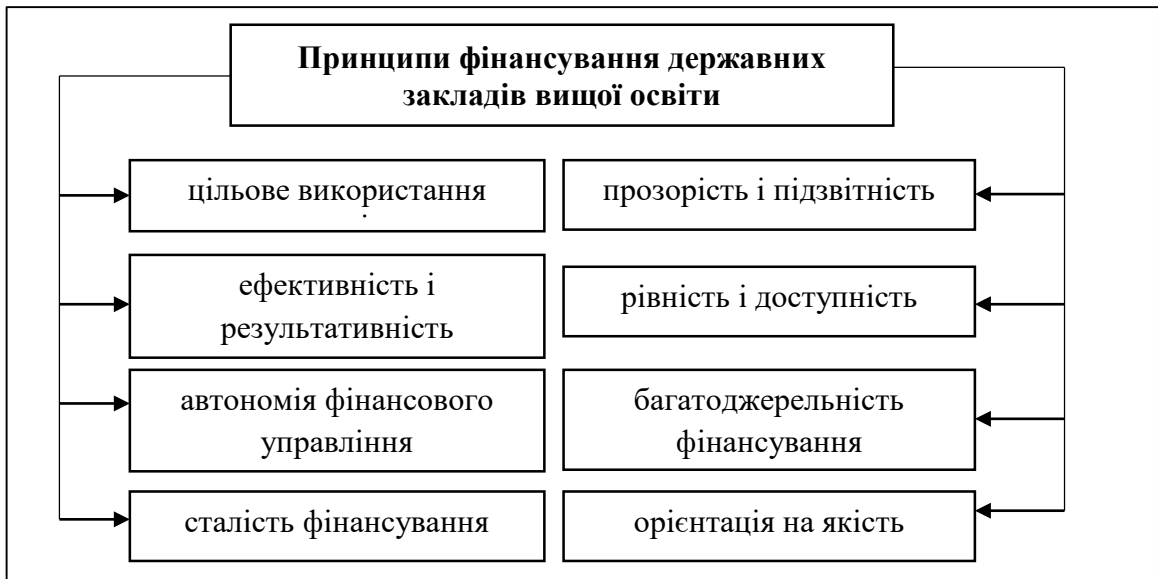 Принципи фінансування державних
закладів вищої освіти
цільове використання
прозорість і підзвітність
ефективність і
результативність
рівність і доступність
автономія фінансового
управління
багатоджерельність
фінансування
сталість фінансування
орієнтація на якість